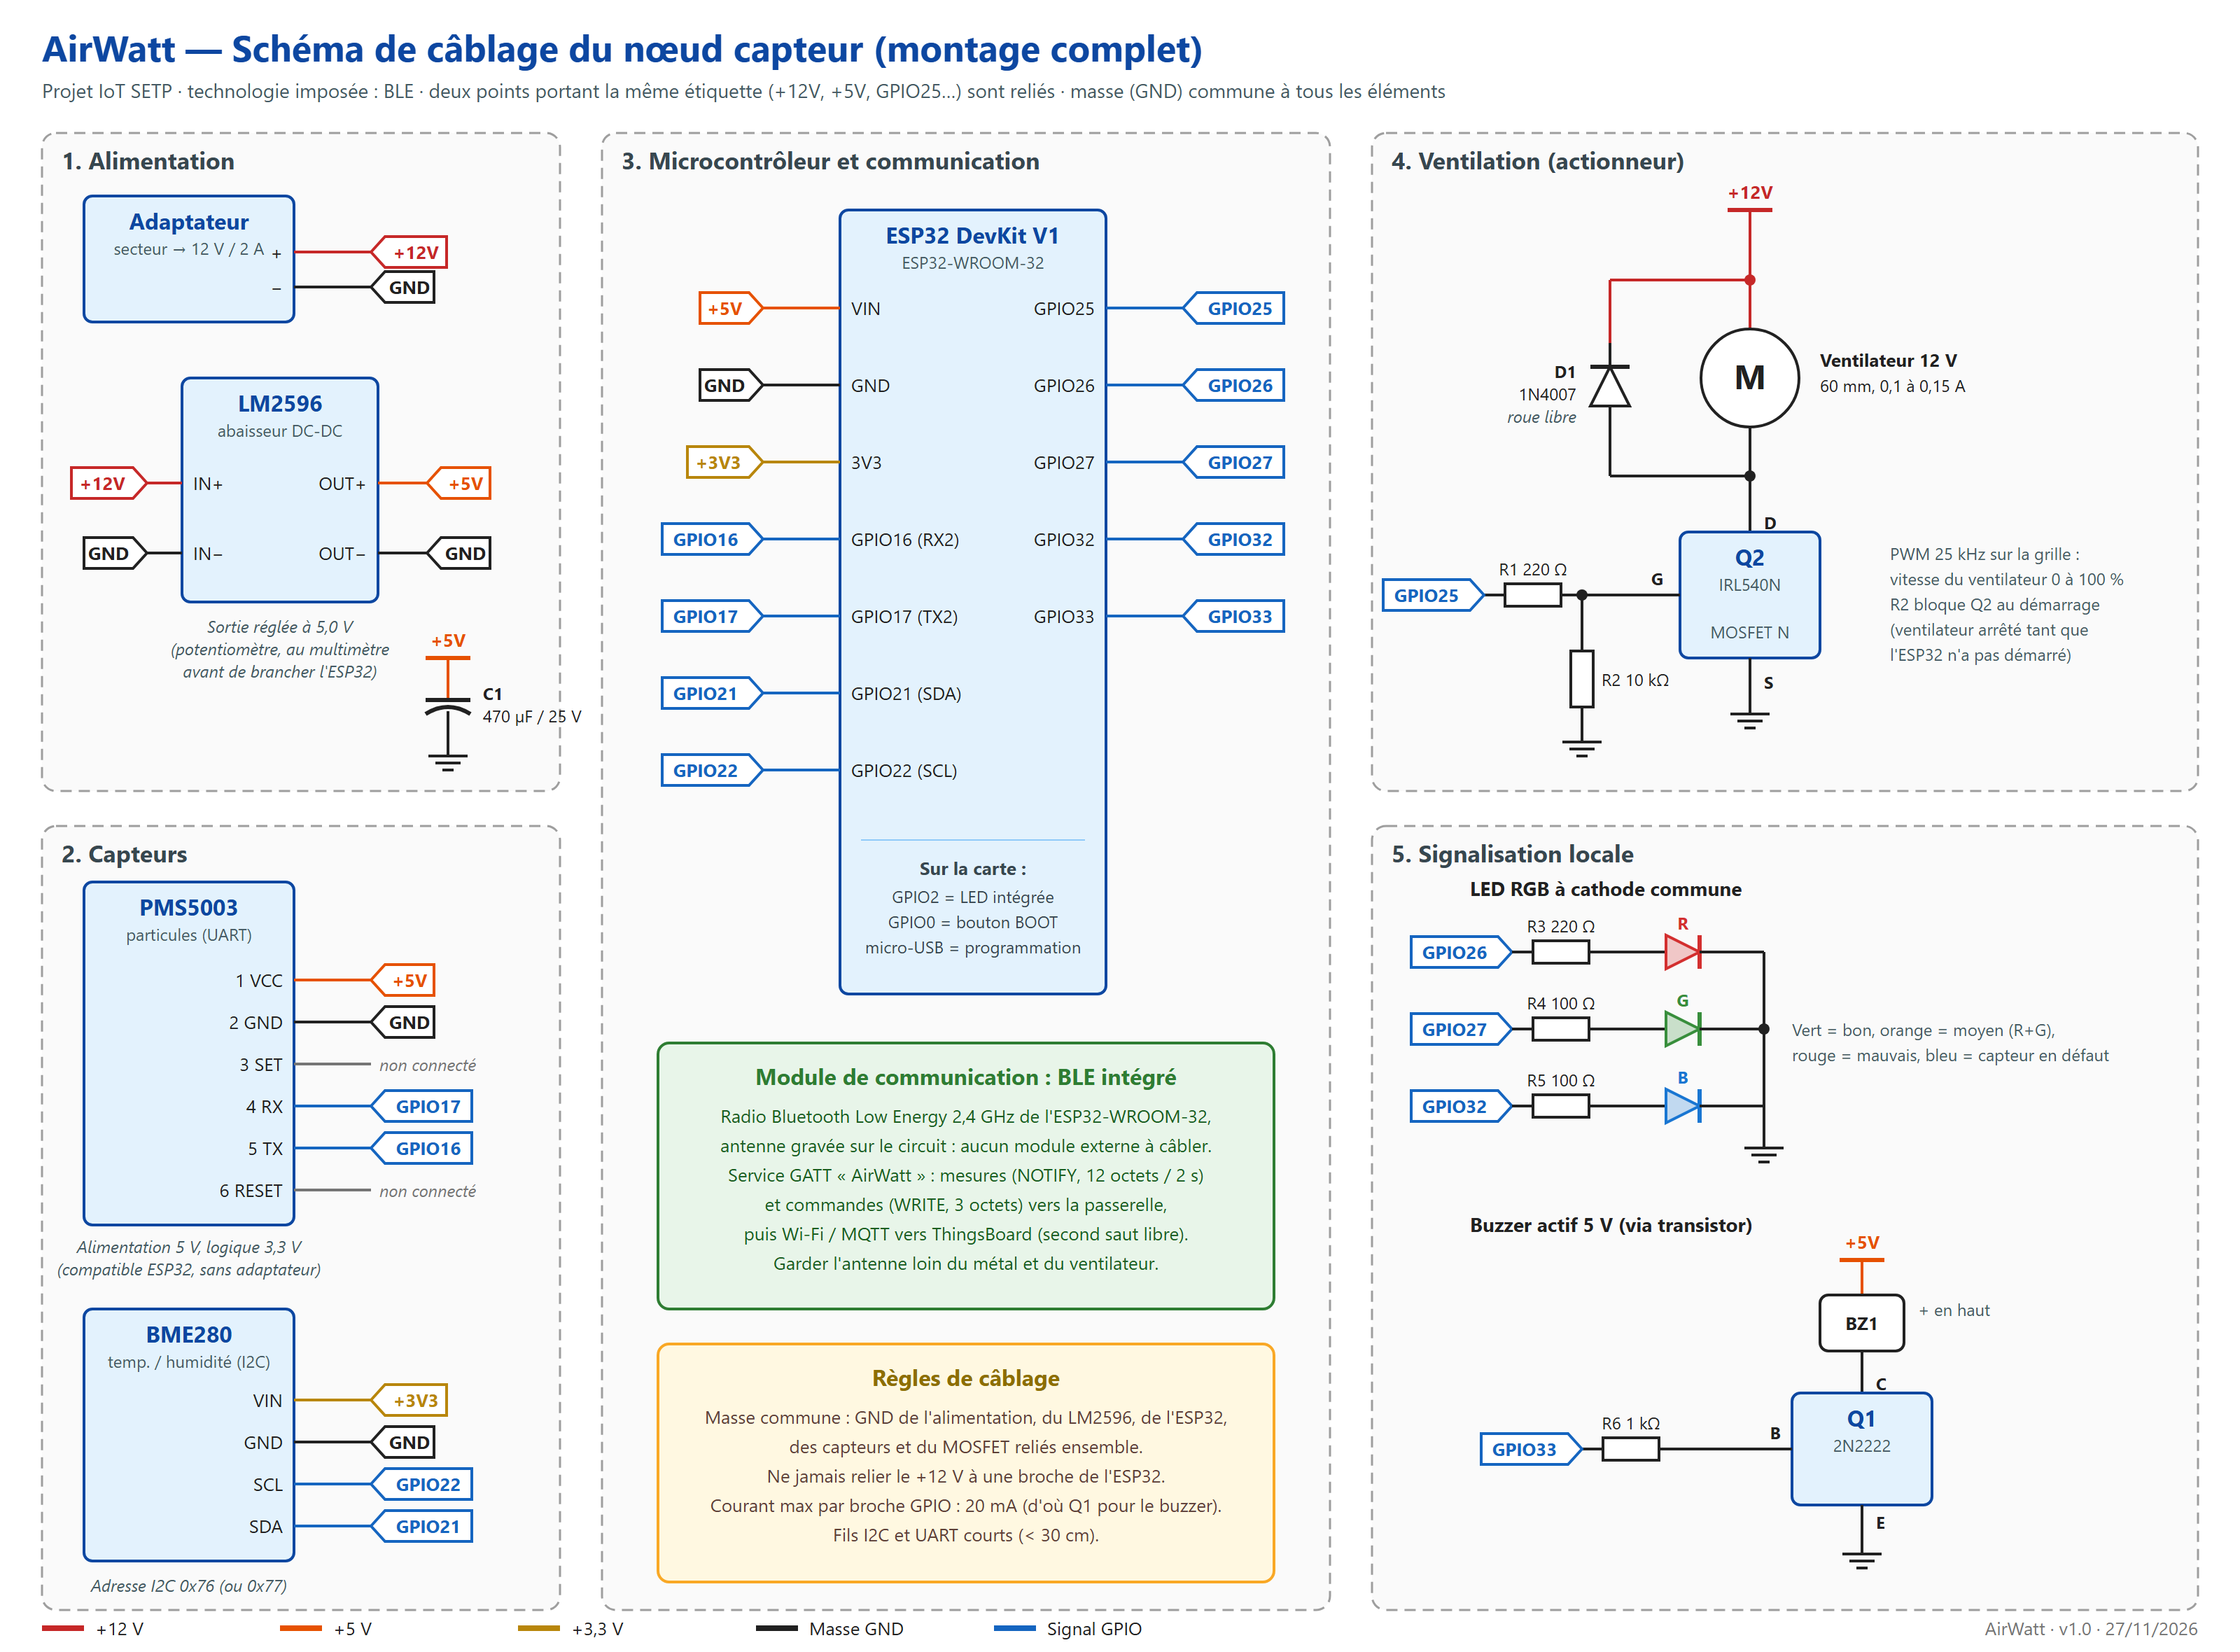 AirWatt — Schéma de câblage du nœud capteur (montage complet)
Projet IoT SETP · technologie imposée : BLE · deux points portant la même étiquette (+12V, +5V, GPIO25...) sont reliés · masse (GND) commune à tous les éléments
1. Alimentation
Adaptateur
secteur → 12 V / 2 A
+
+12V
–
GND
LM2596
abaisseur DC-DC
+12V
IN+
OUT+
+5V
GND
IN−
OUT−
GND
Sortie réglée à 5,0 V
(potentiomètre, au multimètre
avant de brancher l'ESP32)
+5V
C1
470 µF / 25 V
2. Capteurs
PMS5003
particules (UART)
1 VCC
+5V
2 GND
GND
3 SET
non connecté
4 RX
GPIO17
5 TX
GPIO16
6 RESET
non connecté
Alimentation 5 V, logique 3,3 V
(compatible ESP32, sans adaptateur)
BME280
temp. / humidité (I2C)
VIN
+3V3
GND
GND
SCL
GPIO22
SDA
GPIO21
Adresse I2C 0x76 (ou 0x77)
3. Microcontrôleur et communication
ESP32 DevKit V1
ESP32-WROOM-32
+5V
VIN
GPIO25
GPIO25
GND
GND
GPIO26
GPIO26
+3V3
3V3
GPIO27
GPIO27
GPIO16
GPIO16 (RX2)
GPIO32
GPIO32
GPIO17
GPIO17 (TX2)
GPIO33
GPIO33
GPIO21
GPIO21 (SDA)
GPIO22
GPIO22 (SCL)
Sur la carte :
GPIO2 = LED intégrée
GPIO0 = bouton BOOT
micro-USB = programmation
Module de communication : BLE intégré
Radio Bluetooth Low Energy 2,4 GHz de l'ESP32-WROOM-32,
antenne gravée sur le circuit : aucun module externe à câbler.
Service GATT « AirWatt » : mesures (NOTIFY, 12 octets / 2 s)
et commandes (WRITE, 3 octets) vers la passerelle,
puis Wi-Fi / MQTT vers ThingsBoard (second saut libre).
Garder l'antenne loin du métal et du ventilateur.
Règles de câblage
Masse commune : GND de l'alimentation, du LM2596, de l'ESP32,
des capteurs et du MOSFET reliés ensemble.
Ne jamais relier le +12 V à une broche de l'ESP32.
Courant max par broche GPIO : 20 mA (d'où Q1 pour le buzzer).
Fils I2C et UART courts (< 30 cm).
4. Ventilation (actionneur)
+12V
D1
1N4007
roue libre
M
Ventilateur 12 V
60 mm, 0,1 à 0,15 A
D
GPIO25
R1 220 Ω
G
Q2
IRL540N
MOSFET N
S
R2 10 kΩ
PWM 25 kHz sur la grille :
vitesse du ventilateur 0 à 100 %
R2 bloque Q2 au démarrage
(ventilateur arrêté tant que
l'ESP32 n'a pas démarré)
5. Signalisation locale
LED RGB à cathode commune
GPIO26
R3 220 Ω
R
GPIO27
R4 100 Ω
G
GPIO32
R5 100 Ω
B
Vert = bon, orange = moyen (R+G),
rouge = mauvais, bleu = capteur en défaut
Buzzer actif 5 V (via transistor)
+5V
BZ1
+ en haut
C
GPIO33
R6 1 kΩ
B
Q1
2N2222
E
+12 V
+5 V
+3,3 V
Masse GND
Signal GPIO
AirWatt · v1.0 · 27/11/2026